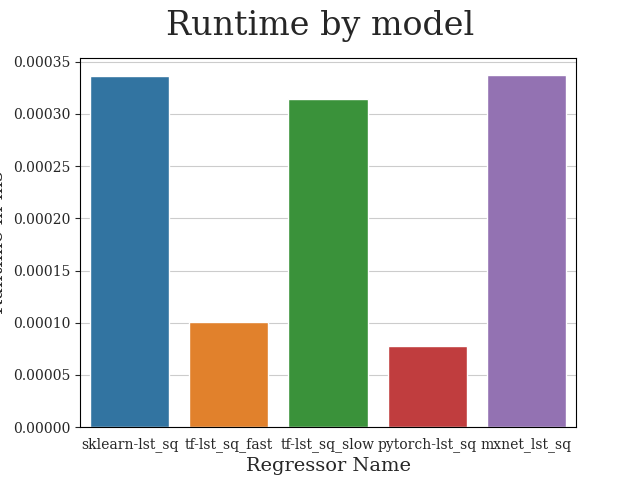 Runtime by model
0.00035
0.00030
0.00025
0.00020
0.00015
0.00010
0.00005
0.00000
sklearn-lst_sq tf-lst_sq_fast tf-lst_sq_slow pytorch-lst_sq mxnet_lst_sq
Regressor Name